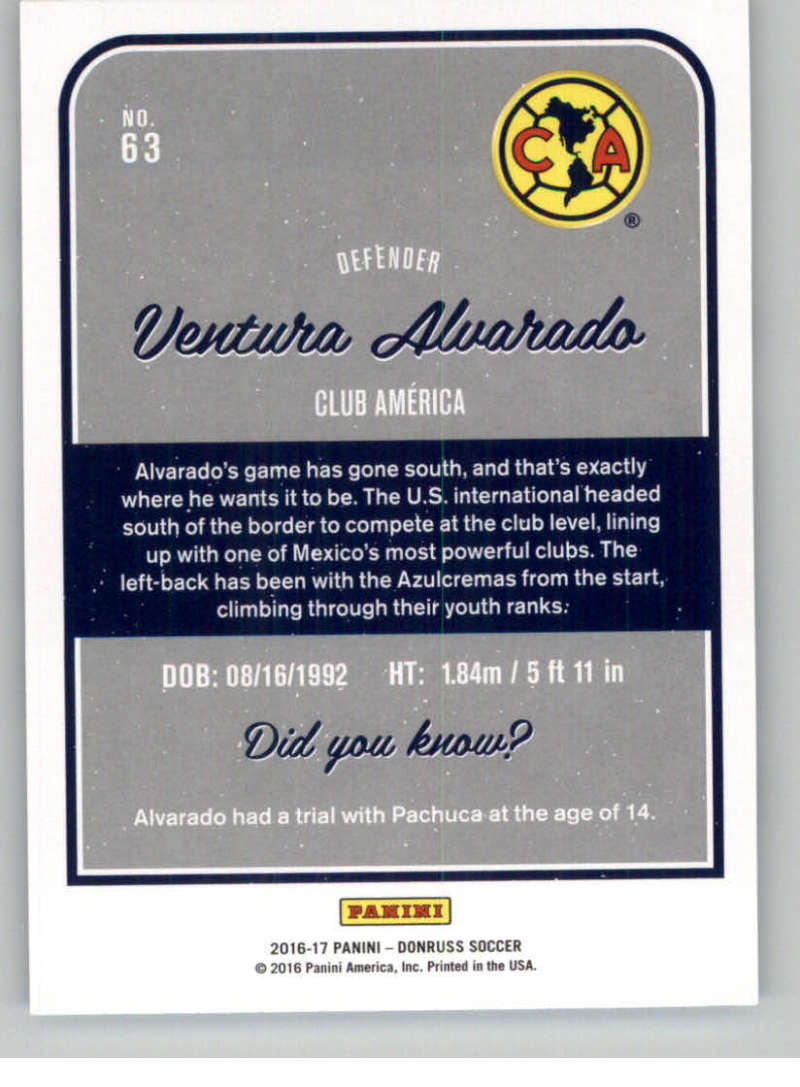 NO.
63
C A
®
DEFENDER
Ventura Alvarado
CLUB AMÉRICA
Alvarado's game has gone south, and that's exactly
where he wants it to be. The U.S. international headed
south of the border to compete at the club level, lining
up with one of Mexico's most powerful clubs. The
left-back has been with the Azulcremas from the start,
climbing through their youth ranks.
DOB: 08/16/1992 HT: 1.84m / 5 ft 11 in
Did you know?
Alvarado had a trial with Pachuca at the age of 14.
PANINI
2016-17 PANINI – DONRUSS SOCCER
© 2016 Panini America, Inc. Printed in the USA.